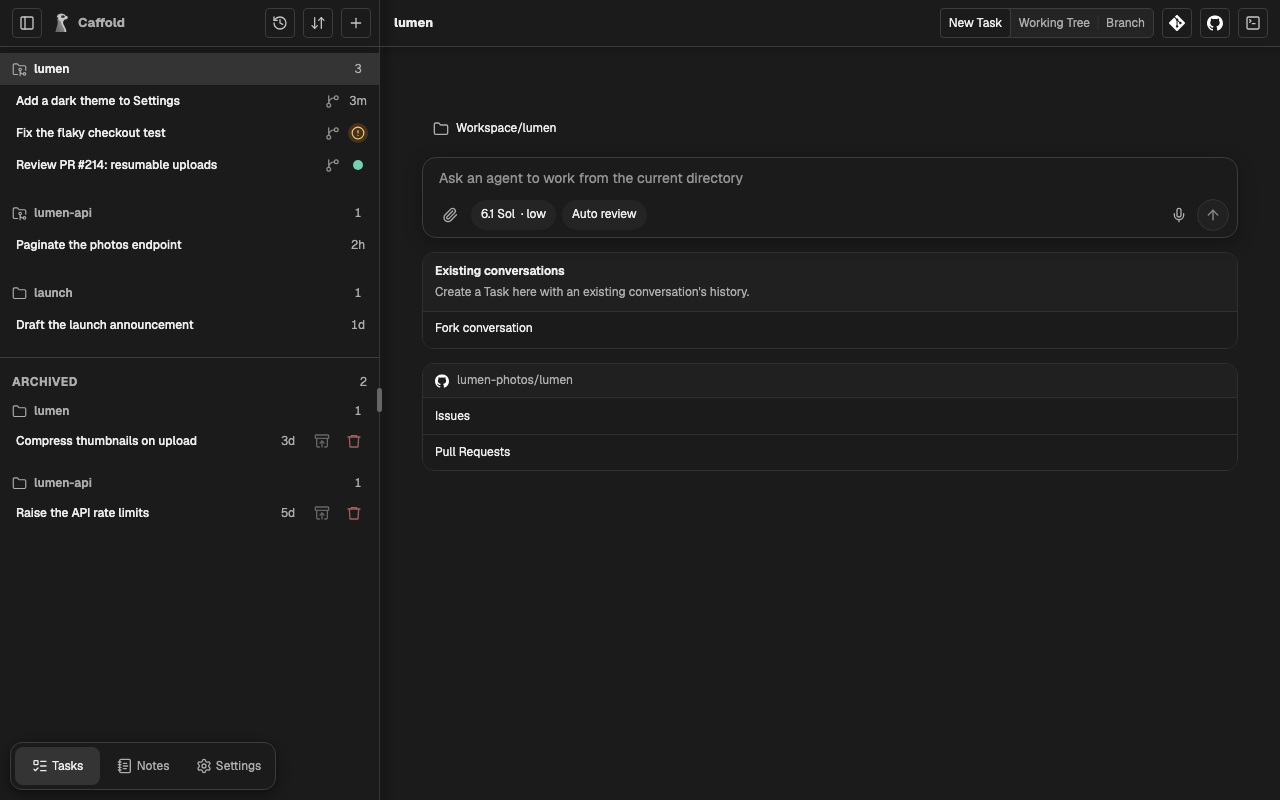 Caffold
lumen
New Task
Working Tree
Branch
lumen 3
Add a dark theme to Settings 3m
Fix the flaky checkout test
Review PR #214: resumable uploads
lumen-api 1
Paginate the photos endpoint 2h
launch 1
Draft the launch announcement 1d
ARCHIVED 2
lumen 1
Compress thumbnails on upload 3d
lumen-api 1
Raise the API rate limits 5d
Tasks
Notes
Settings
Workspace/lumen
Ask an agent to work from the current directory
6.1 Sol · low
Auto review
Existing conversations
Create a Task here with an existing conversation's history.
Fork conversation
lumen-photos/lumen
Issues
Pull Requests